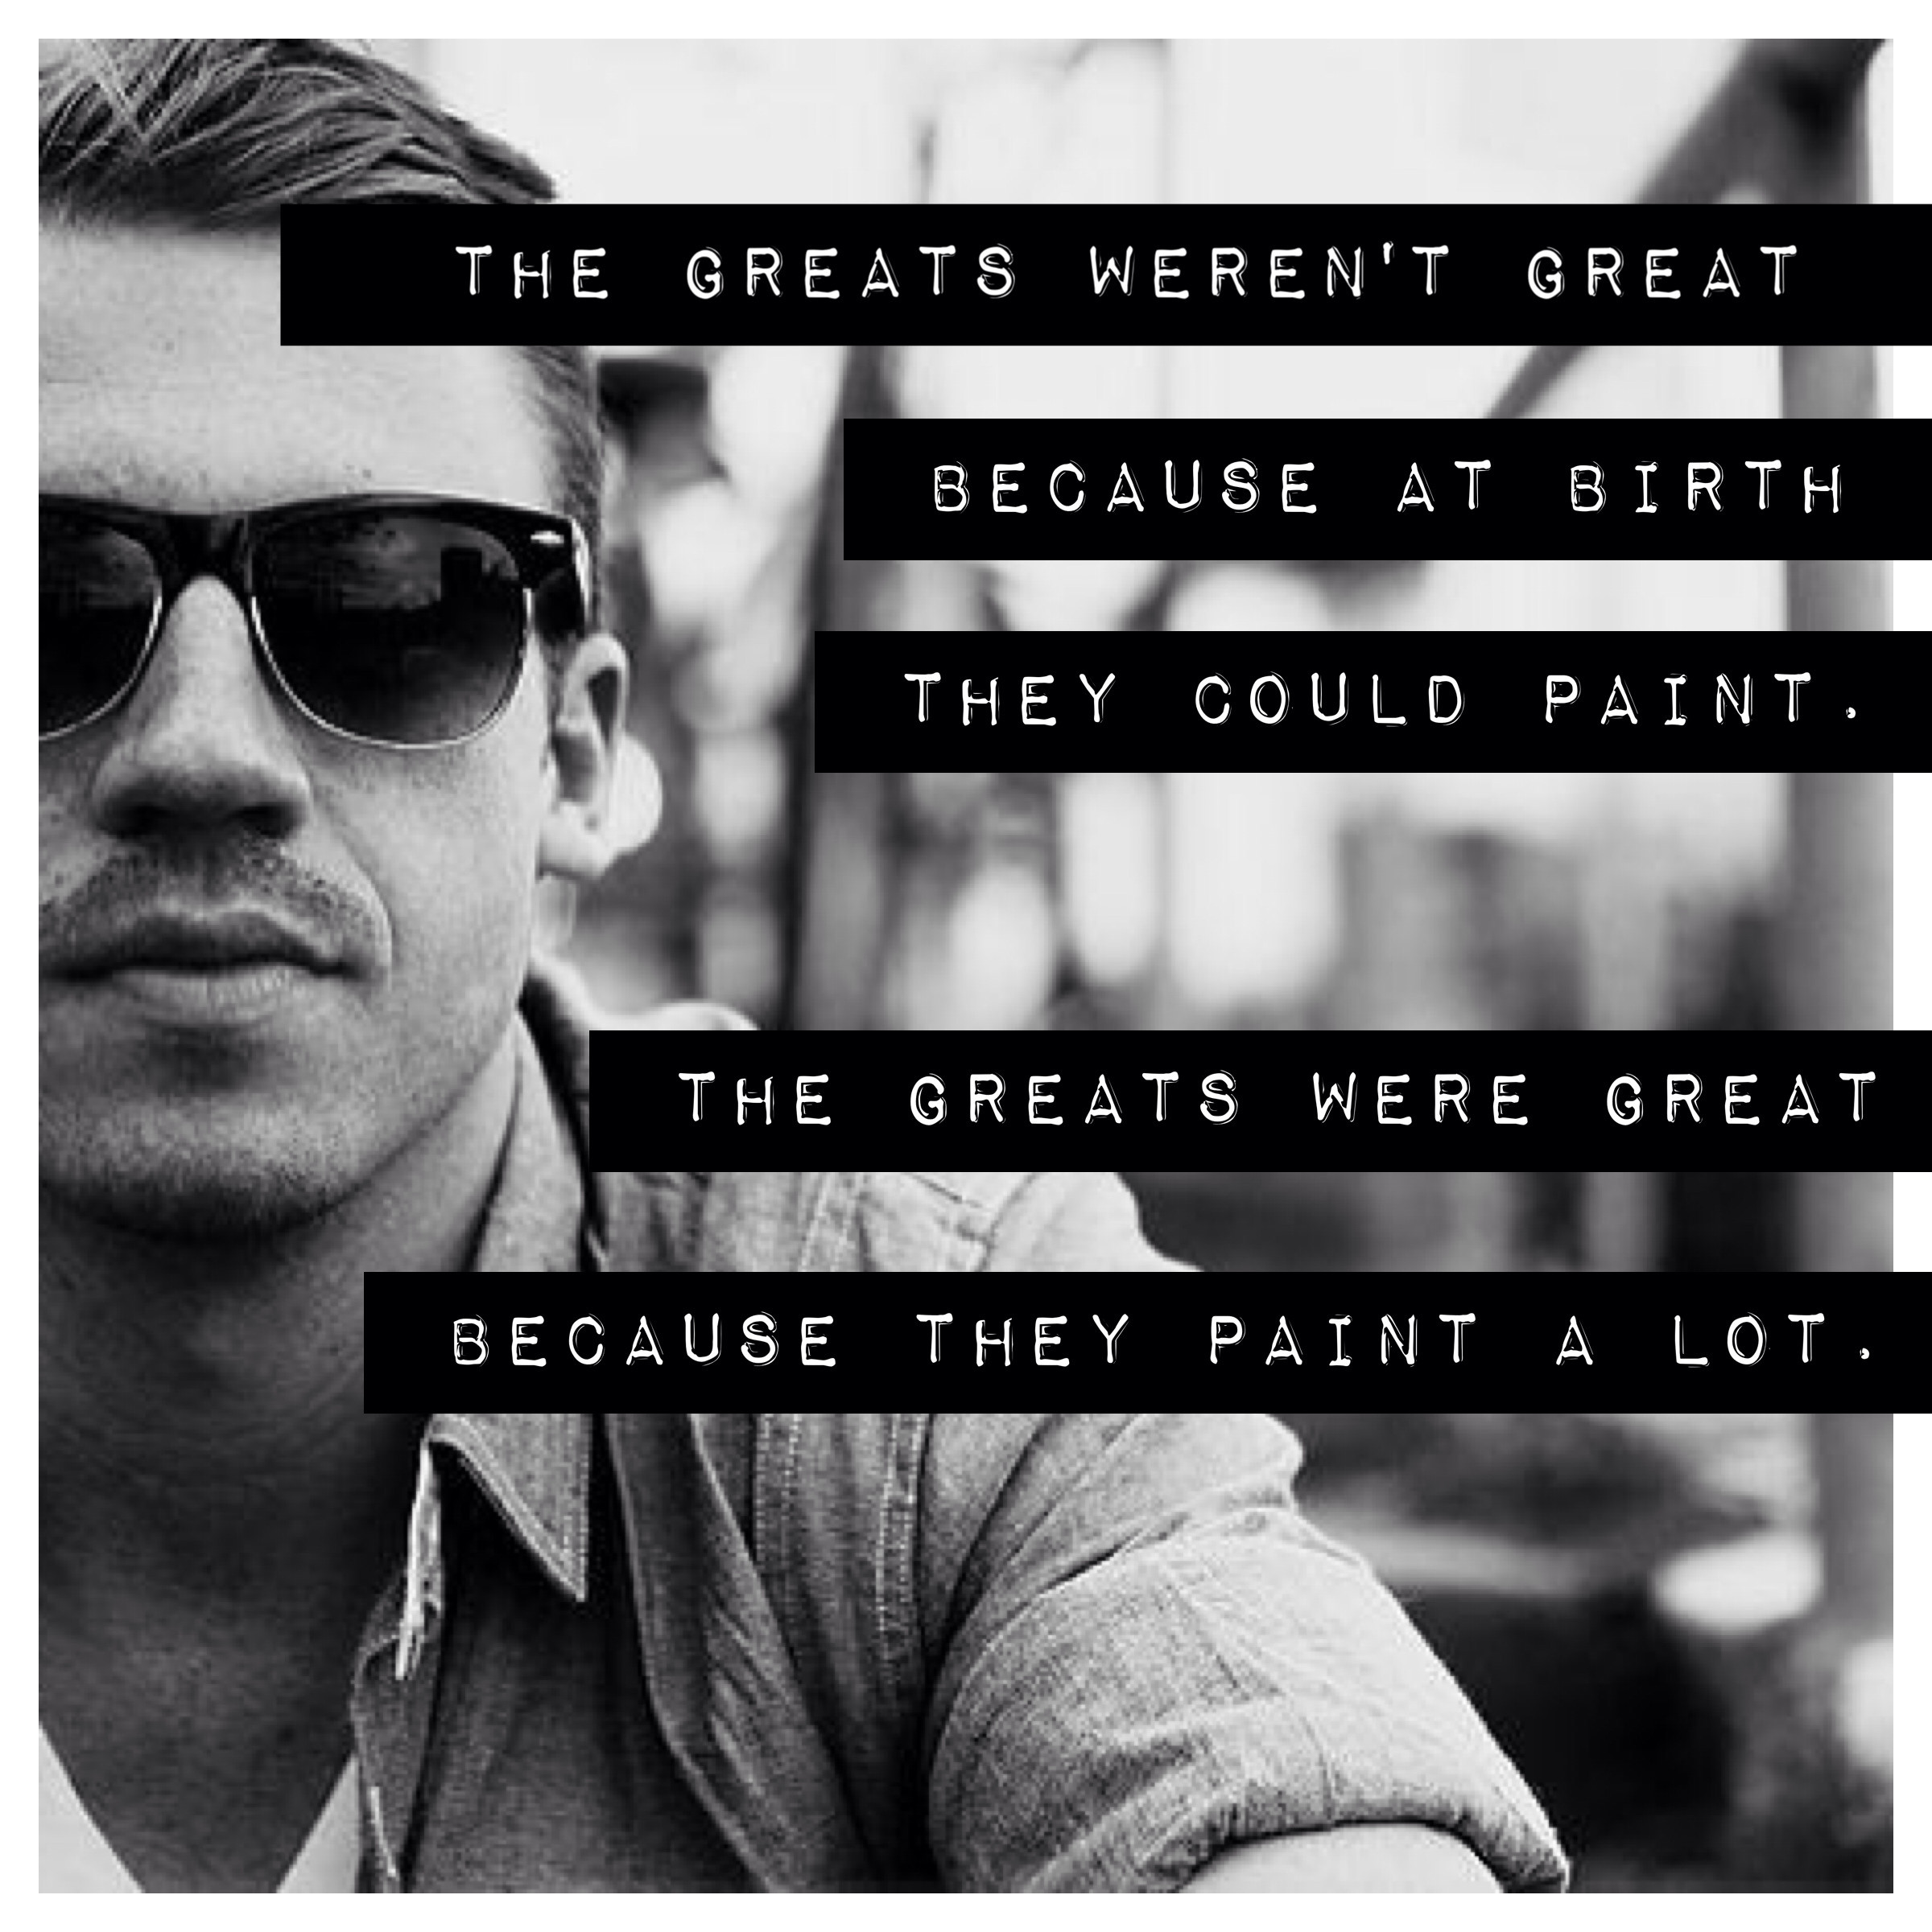 THE GREATS WEREN'T GREAT
BECAUSE AT BIRTH
THEY COULD PAINT.
THE GREATS WERE GREAT
BECAUSE THEY PAINT A LOT.